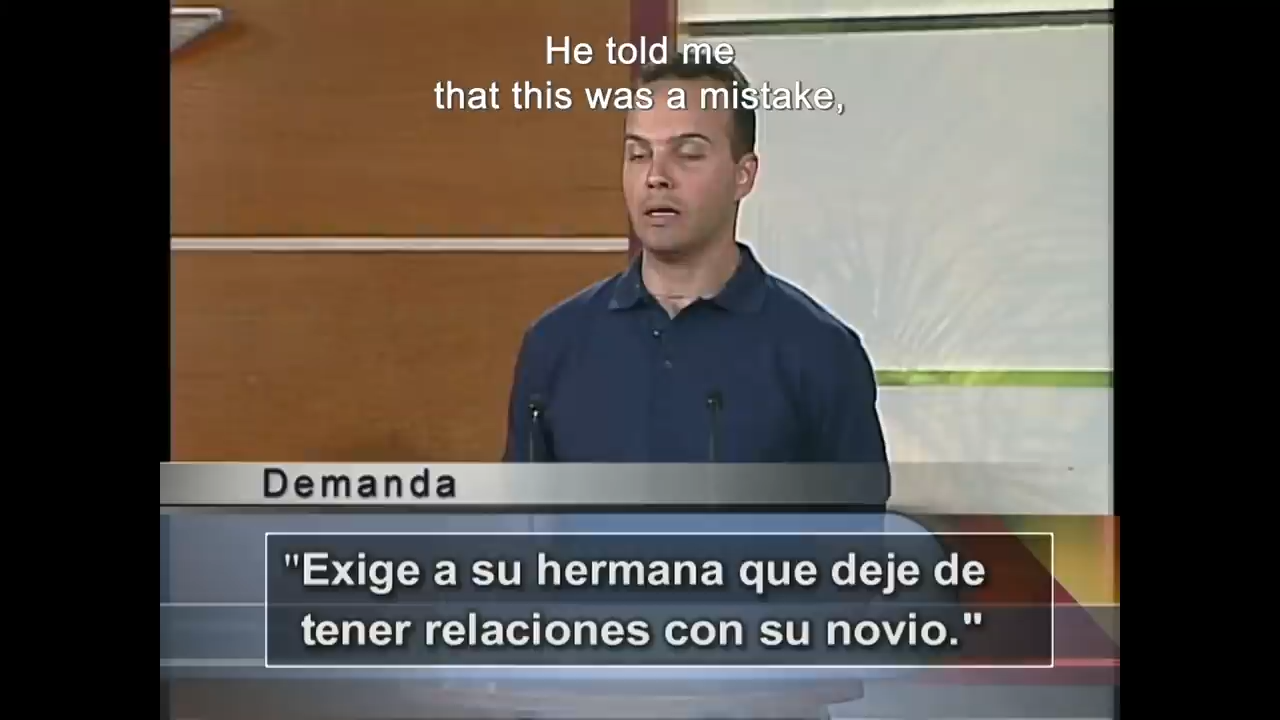 He told me
that this was a mistake,
Demanda
"Exige a su hermana que deje de
tener relaciones con su novio."